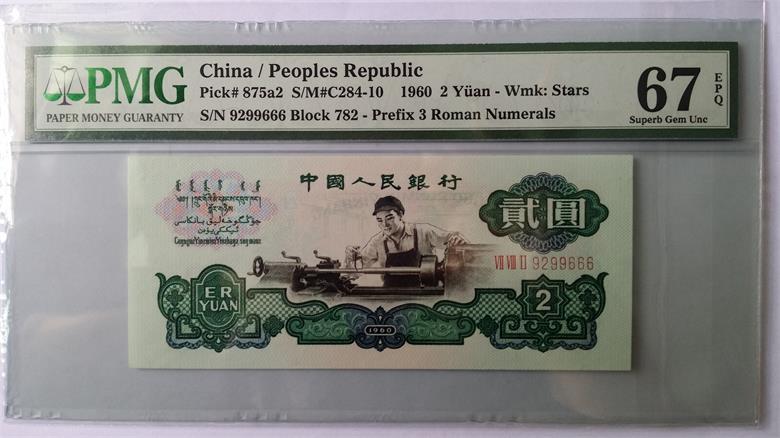 PMG
PAPER MONEY GUARANTY
China / Peoples Republic
Pick# 875a2 S/M#C284-10 1960 2 Yüan - Wmk: Stars
S/N 9299666 Block 782 - Prefix 3 Roman Numerals
67 EPQ
Superb Gem Unc
中國人民銀行
貳圓
VII VIII II 9299666
ER
YUAN
1960
2